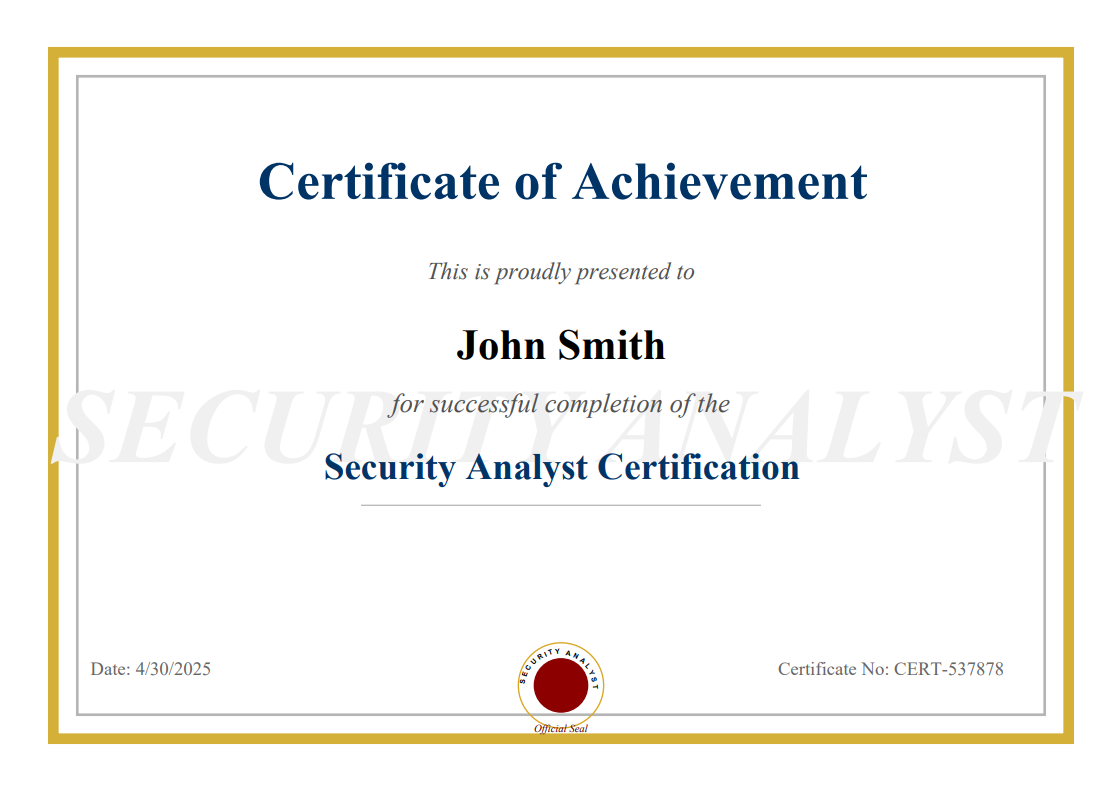 Certificate of Achievement
This is proudly presented to
John Smith
SECURITY ANALYST
for successful completion of the
Security Analyst Certification
Date: 4/30/2025
SECURITY ANALYST
Certificate No: CERT-537878
Official Seal